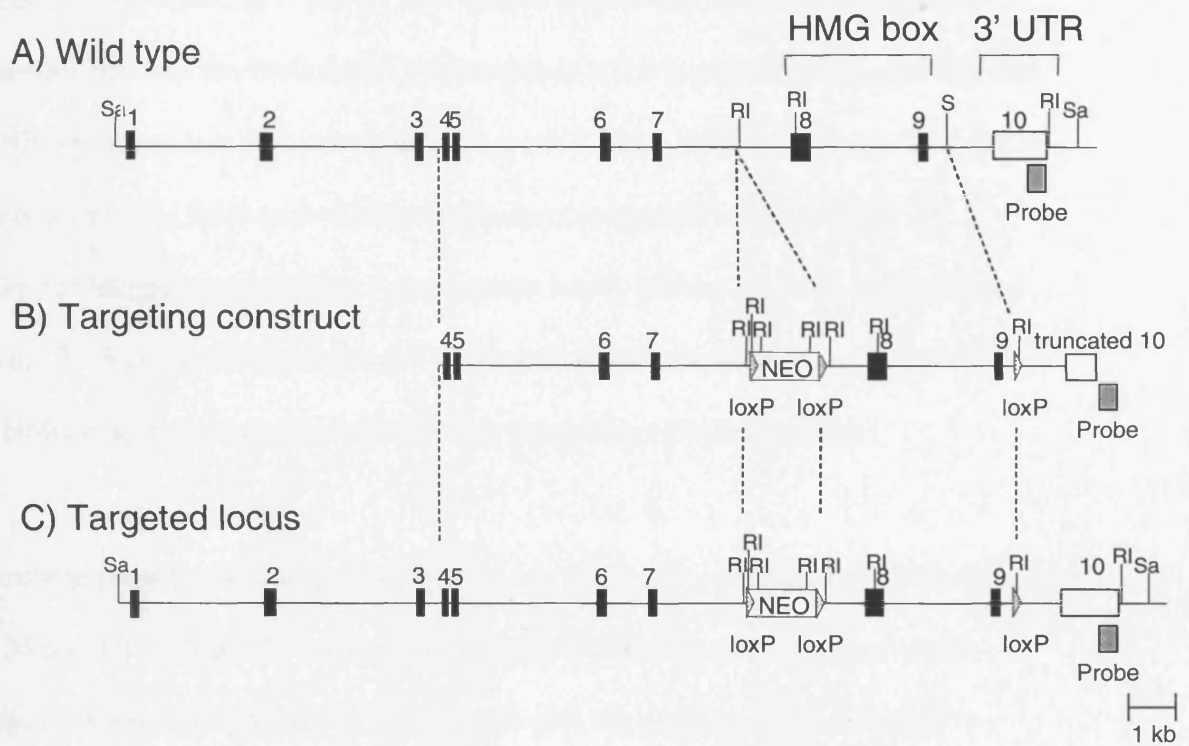 HMG box 3' UTR
A) Wild type
Sa 1 2 3 45 6 7 RI RI 8 9 S 10 RI Sa
Probe
B) Targeting construct
45 6 7 RI RI RI NEO RI RI RI 8 9 RI truncated 10
loxP loxP loxP
Probe
C) Targeted locus
Sa 1 2 3 45 6 7 RI RI RI NEO RI RI RI 8 9 RI 10 RI Sa
loxP loxP loxP
Probe
1 kb